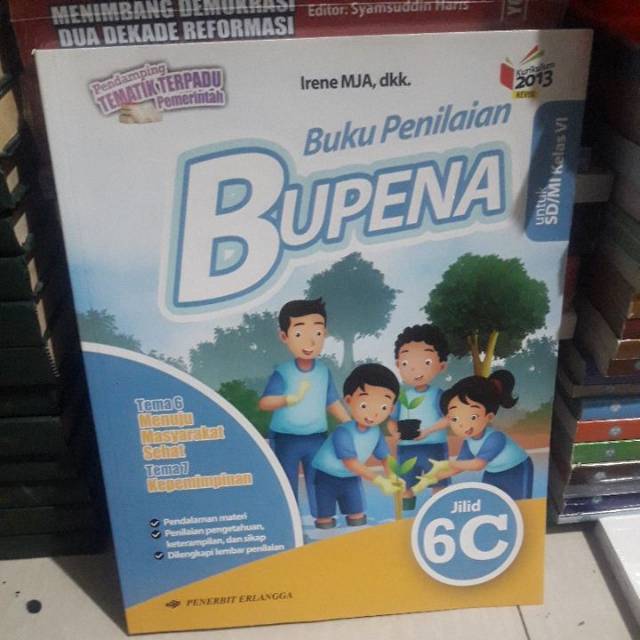 MENIMBANG DEMOKRASI
DUA DEKADE REFORMASI
Editor: Syamsuddin Haris
Pendamping
TEMATIK TERPADU
Pemerintah
Irene MJA, dkk.
Kurikulum
2013
REVISI
Buku Penilaian
BUPENA
untuk
SD/MI Kelas VI
Tema 6
Menuju
Masyarakat
Sehat
Tema 7
Kepemimpinan
Pendalaman materi
Penilaian pengetahuan,
keterampilan, dan sikap
Dilengkapi lembar penilaian
Jilid
6C
PENERBIT ERLANGGA